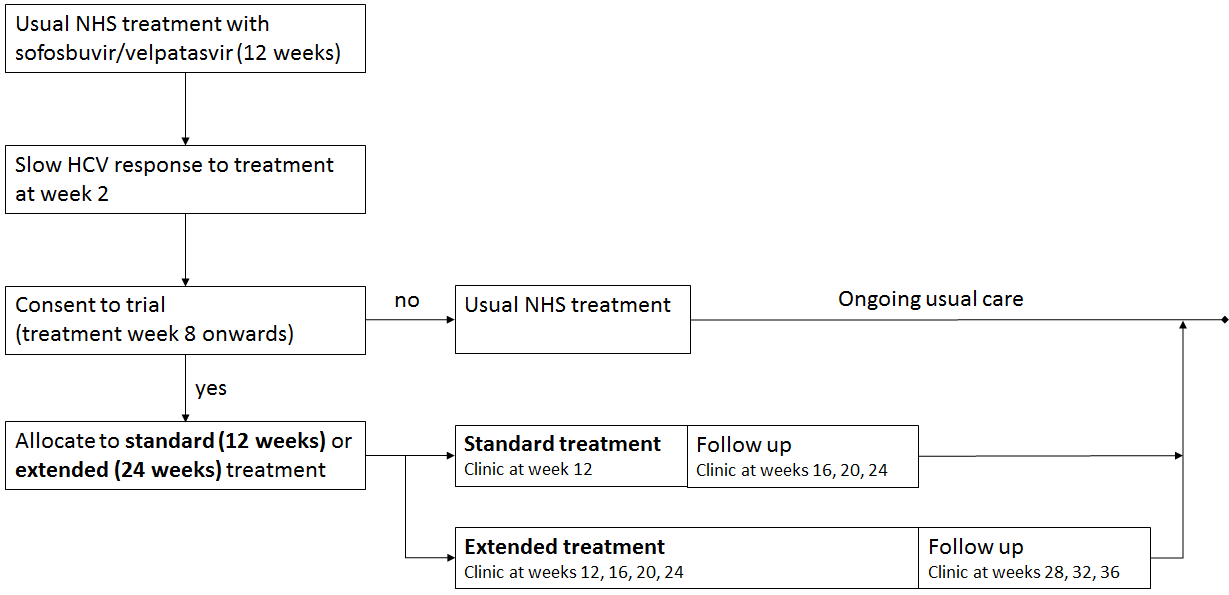 Usual NHS treatment with
sofosbuvir/velpatasvir (12 weeks)
Slow HCV response to treatment
at week 2
Consent to trial
(treatment week 8 onwards)
no
Usual NHS treatment
Ongoing usual care
yes
Allocate to standard (12 weeks) or
extended (24 weeks) treatment
Standard treatment
Clinic at week 12
Follow up
Clinic at weeks 16, 20, 24
Extended treatment
Clinic at weeks 12, 16, 20, 24
Follow up
Clinic at weeks 28, 32, 36